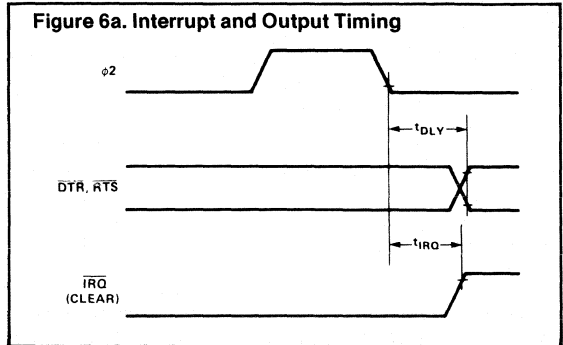 Figure 6a. Interrupt and Output Timing
φ2
tDLY
DTR, RTS
tIRQ
IRQ
(CLEAR)